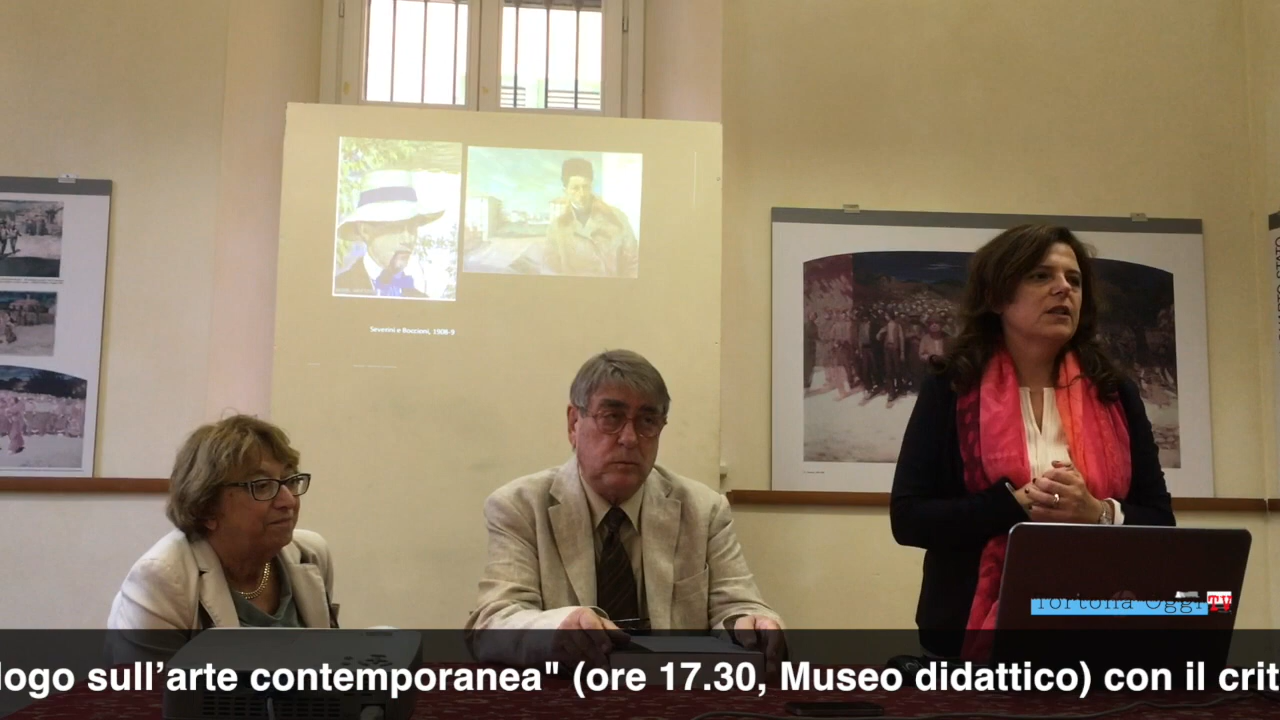 Severini e Boccioni, 1908-9
Tortona Oggi TV
logo sull’arte contemporanea" (ore 17.30, Museo didattico) con il crit